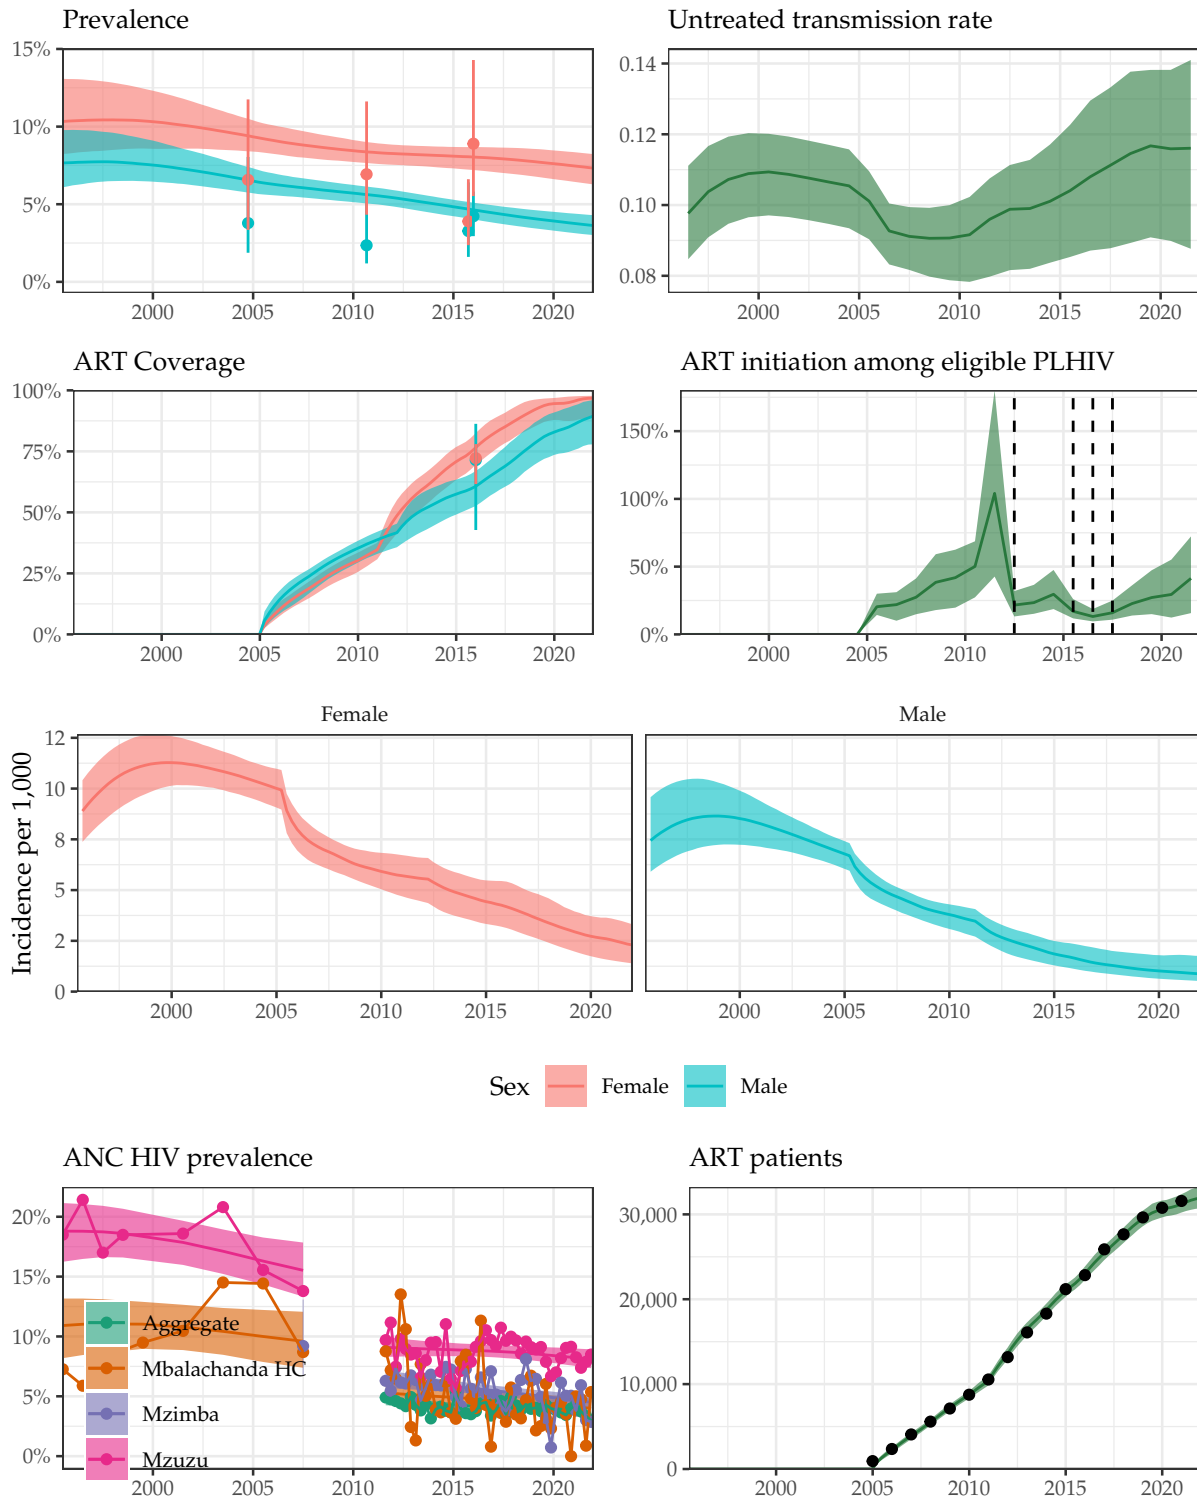 Prevalence
15%
10%
5%
0%
2000 2005 2010 2015 2020
Untreated transmission rate
0.14
0.12
0.10
0.08
2000 2005 2010 2015 2020
ART Coverage
100%
75%
50%
25%
0%
2000 2005 2010 2015 2020
ART initiation among eligible PLHIV
150%
100%
50%
0%
2000 2005 2010 2015 2020
Incidence per 1,000
Female
12
10
8
5
2
0
2000 2005 2010 2015 2020
Male
2000 2005 2010 2015 2020
Sex Female Male
ANC HIV prevalence
20%
15%
10%
5%
0%
Aggregate
Mbalachanda HC
Mzimba
Mzuzu
2000 2005 2010 2015 2020
ART patients
30,000
20,000
10,000
0
2000 2005 2010 2015 2020